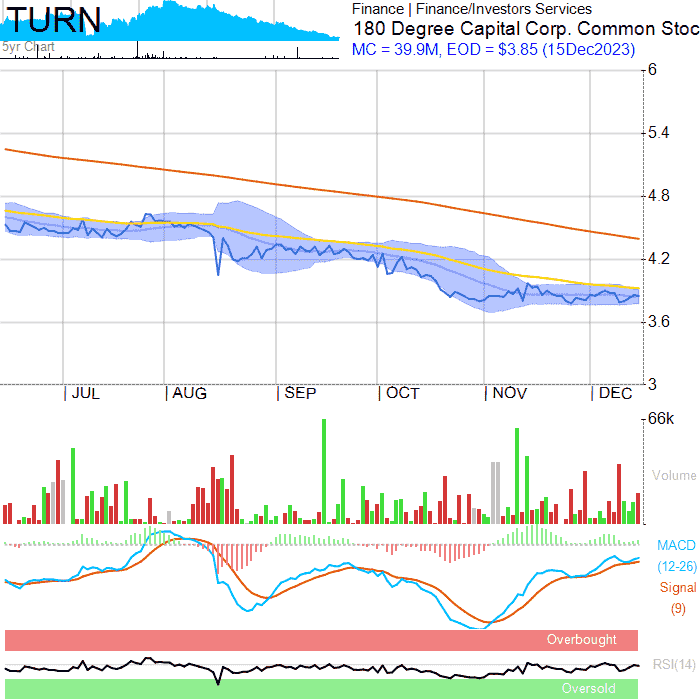 TURN
5yr Chart
Finance | Finance/Investors Services
180 Degree Capital Corp. Common Stoc
MC = 39.9M, EOD = $3.85 (15Dec2023)
6
5.4
4.8
4.2
3.6
3
JUL
AUG
SEP
OCT
NOV
DEC
66k
Volume
MACD
(12-26)
Signal
(9)
Overbought
RSI(14)
Oversold